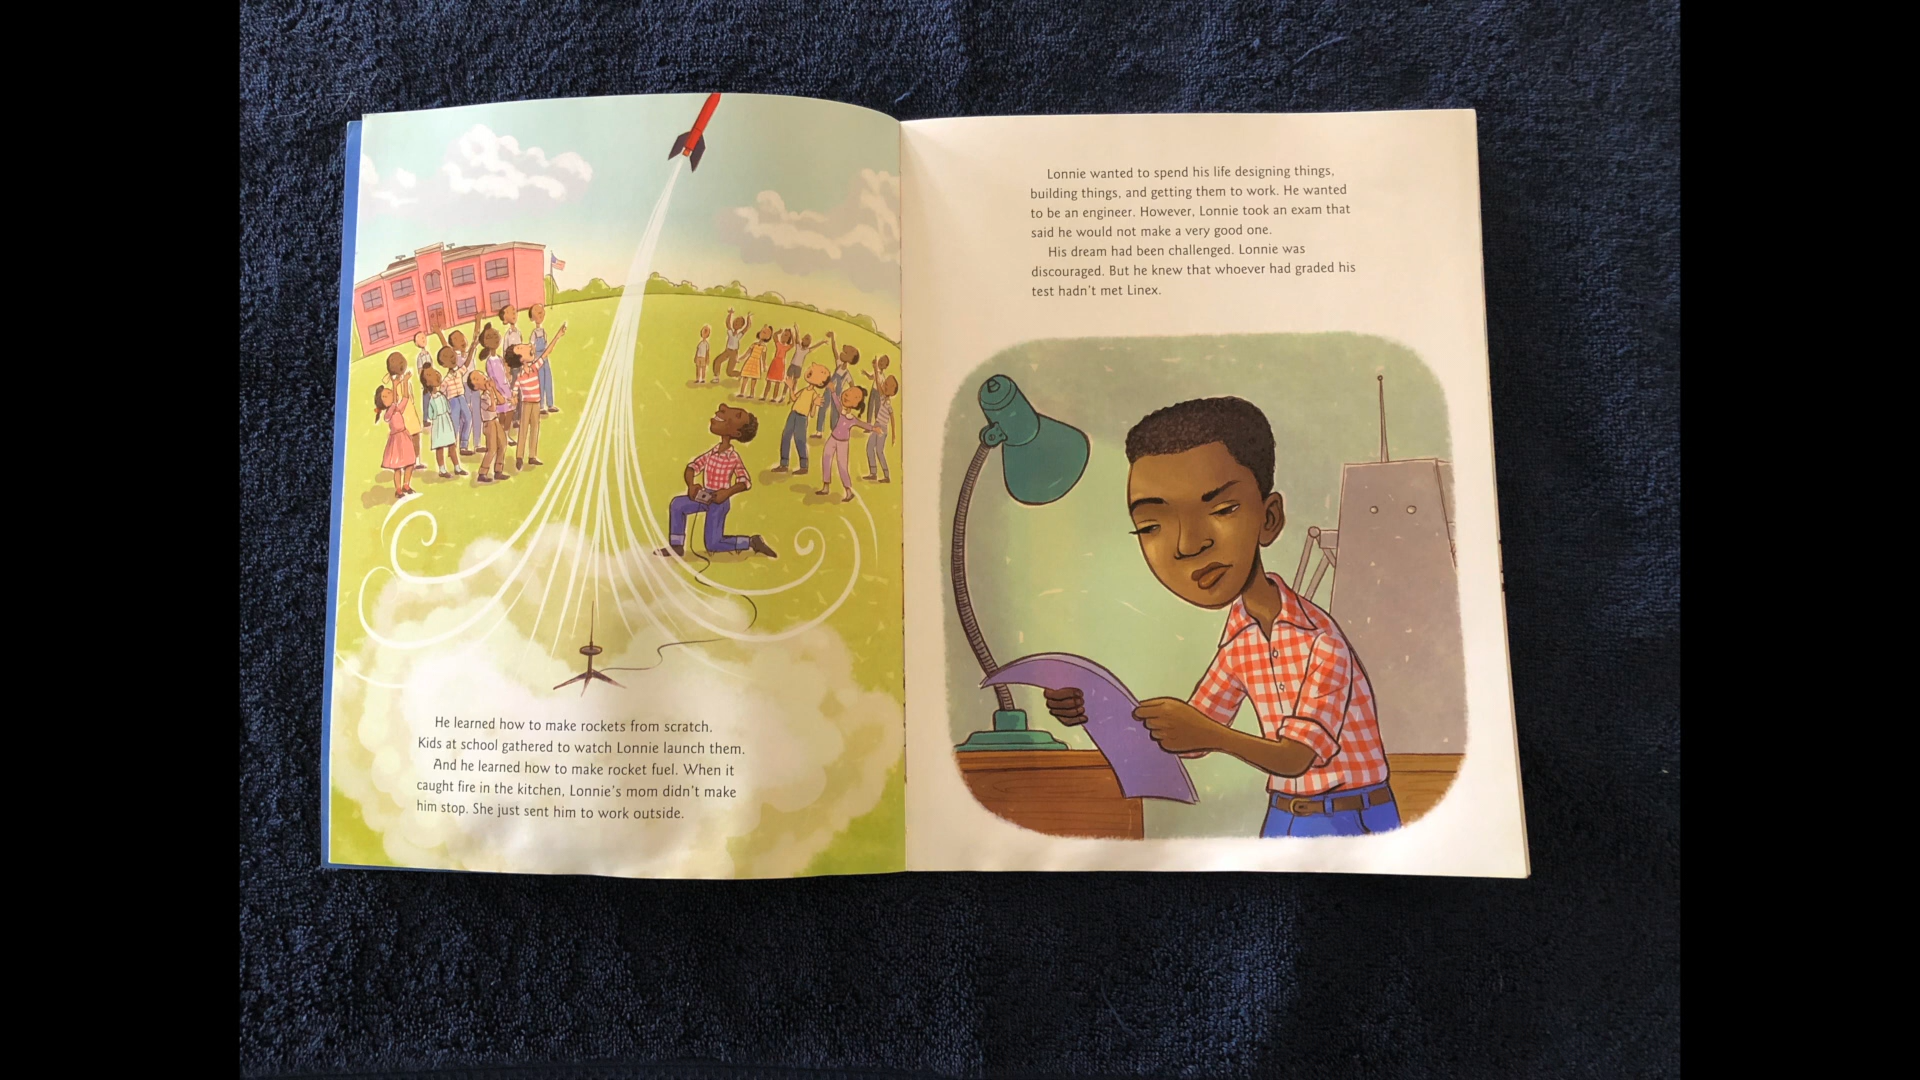 He learned how to make rockets from scratch.
Kids at school gathered to watch Lonnie launch them.
And he learned how to make rocket fuel. When it
caught fire in the kitchen, Lonnie's mom didn't make
him stop. She just sent him to work outside.
Lonnie wanted to spend his life designing things,
building things, and getting them to work. He wanted
to be an engineer. However, Lonnie took an exam that
said he would not make a very good one.
His dream had been challenged. Lonnie was
discouraged. But he knew that whoever had graded his
test hadn't met Linex.